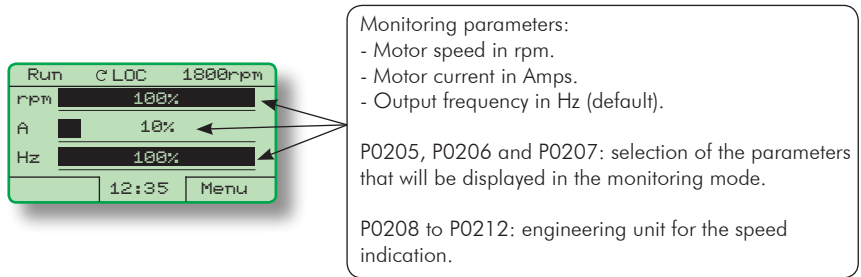 Run ↻LOC 1800rpm
rpm 100%
A 10%
Hz 100%
12:35 Menu
Monitoring parameters:
- Motor speed in rpm.
- Motor current in Amps.
- Output frequency in Hz (default).
P0205, P0206 and P0207: selection of the parameters
that will be displayed in the monitoring mode.
P0208 to P0212: engineering unit for the speed
indication.